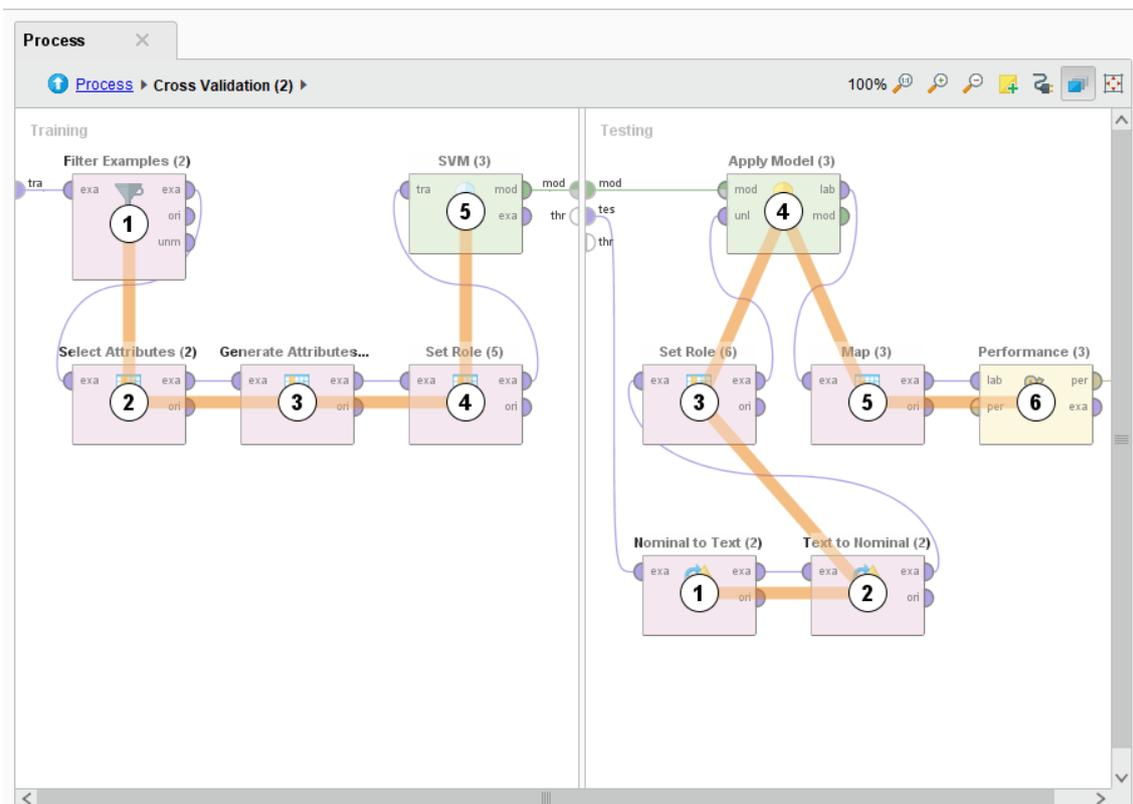 Process
Process Cross Validation (2)
100%
Training
Filter Examples (2)
tra
exa exa
ori
unm
1
SVM (3)
tra mod
exa
5
mod
thr
Select Attributes (2)
exa exa
ori
2
Generate Attributes...
exa exa
ori
3
Set Role (5)
exa exa
ori
4
Testing
mod
tes
thr
Apply Model (3)
mod lab
unl mod
4
Set Role (6)
exa exa
ori
3
Map (3)
exa exa
ori
5
Performance (3)
lab per
per exa
6
Nominal to Text (2)
exa exa
ori
1
Text to Nominal (2)
exa exa
ori
2